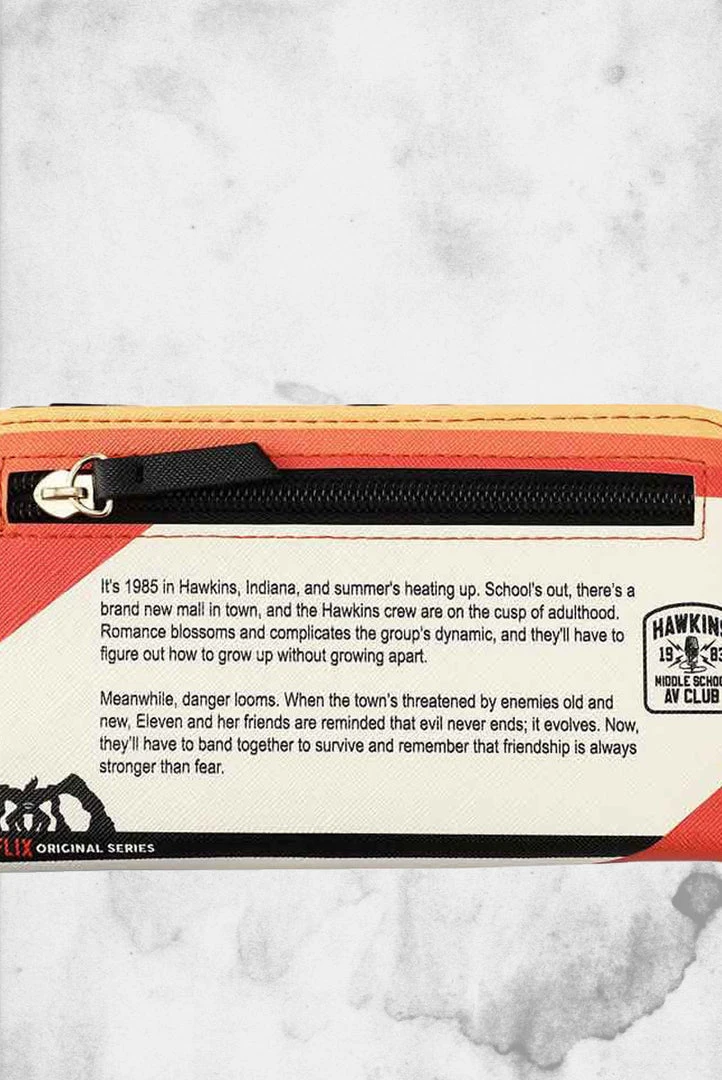 It's 1985 in Hawkins, Indiana, and summer's heating up. School's out, there's a
brand new mall in town, and the Hawkins crew are on the cusp of adulthood.
Romance blossoms and complicates the group's dynamic, and they'll have to
figure out how to grow up without growing apart.
Meanwhile, danger looms. When the town's threatened by enemies old and
new, Eleven and her friends are reminded that evil never ends; it evolves. Now,
they'll have to band together to survive and remember that friendship is always
stronger than fear.
HAWKINS
1983
MIDDLE SCHOOL
AV CLUB
FLIX ORIGINAL SERIES